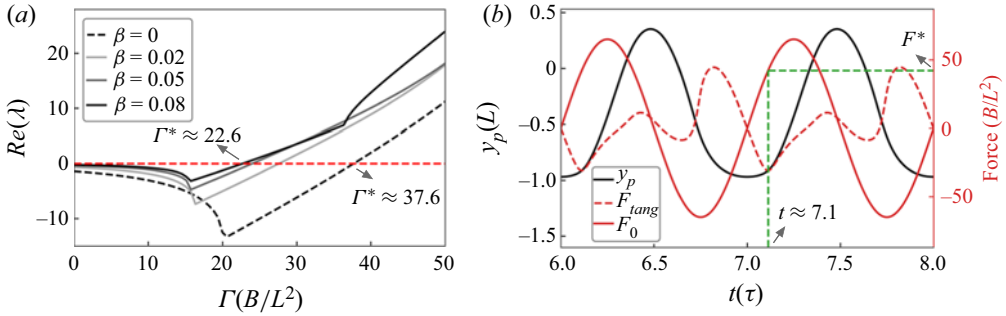 (a)
20
10
0
−10
Re(λ)
β = 0
β = 0.02
β = 0.05
β = 0.08
Γ* ≈ 22.6
Γ* ≈ 37.6
0 10 20 30 40 50
Γ(B/L²)
(b)
0.5
0
−0.5
−1.0
−1.5
y_p(L)
y_p
F_tang
F_0
t ≈ 7.1
F*
50
0
−50
Force (B/L²)
6.0 6.5 7.0 7.5 8.0
t(τ)